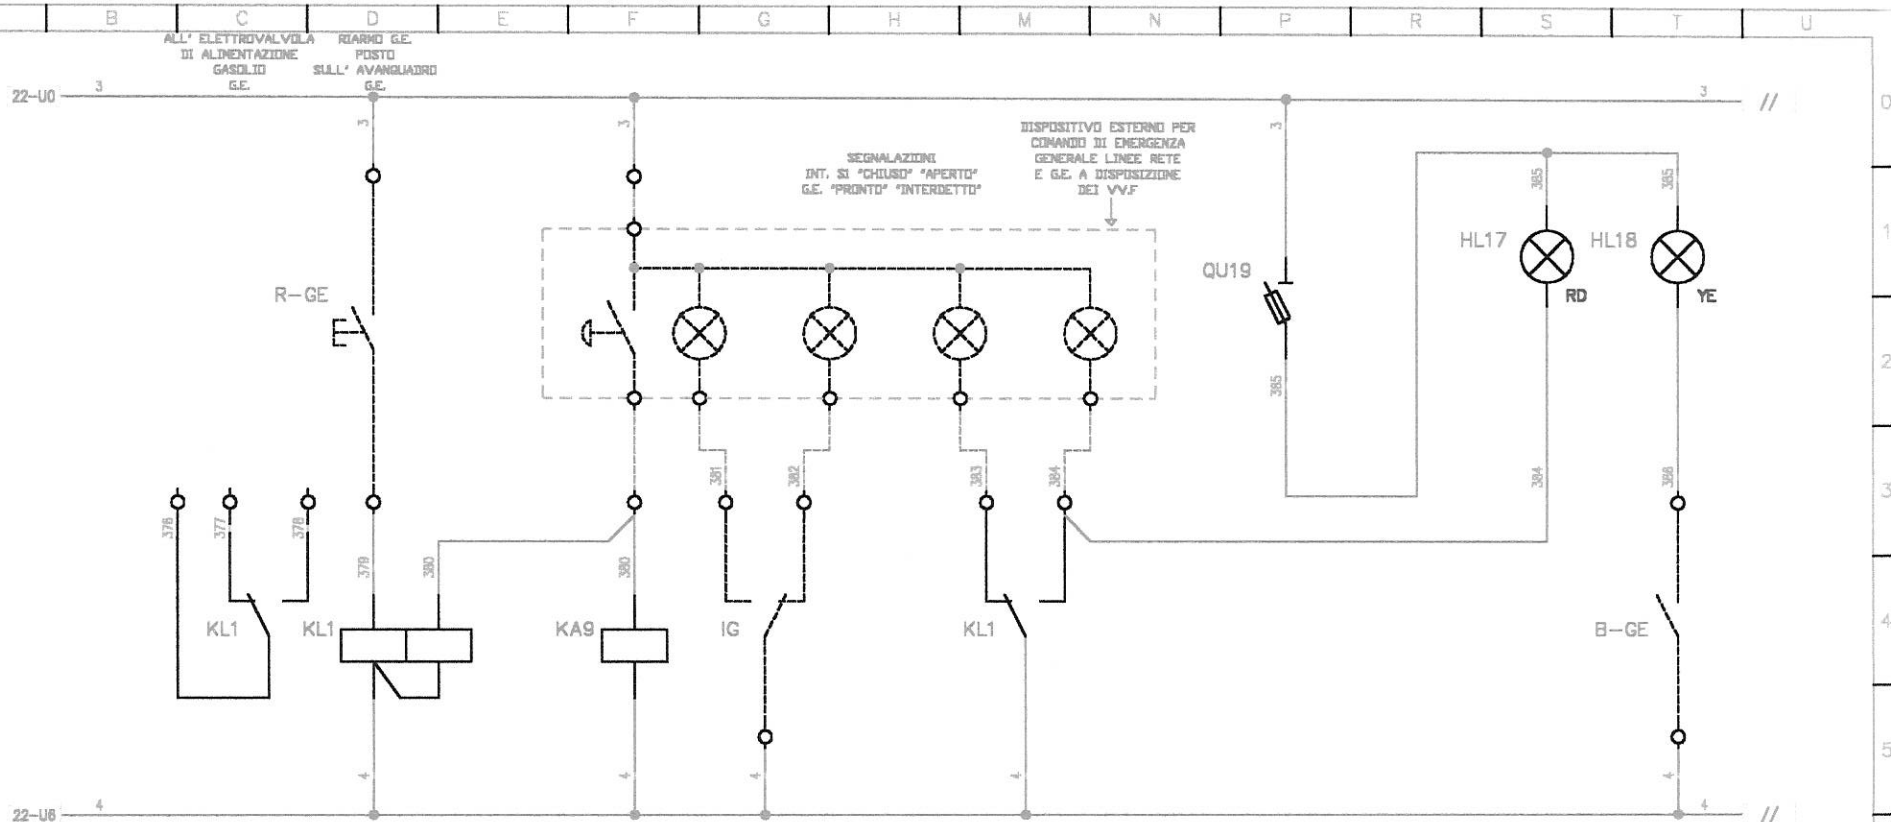 B C D E F G H M N P R S T U
ALL' ELETTROVALVOLA
DI ALIMENTAZIONE
GASOLIO
G.E.
RIARMO G.E.
POSTO
SULL' AVANQUADRO
G.E.
22-U0
3
3
//
0
3
3
3
DISPOSITIVO ESTERNO PER
COMANDO DI EMERGENZA
GENERALE LINEE RETE
E G.E. A DISPOSIZIONE
DEI VV.F
SEGNALAZIONI
INT. SI "CHIUSO" "APERTO"
G.E. "PRONTO" "INTERDETTO"
385
385
1
HL17
HL18
QU19
RD
YE
R-GE
2
385
381
382
383
384
384
386
3
376
377
378
379
380
380
KL1
KL1
KA9
IG
KL1
B-GE
4
5
4
4
4
4
4
22-U6
4
4
//